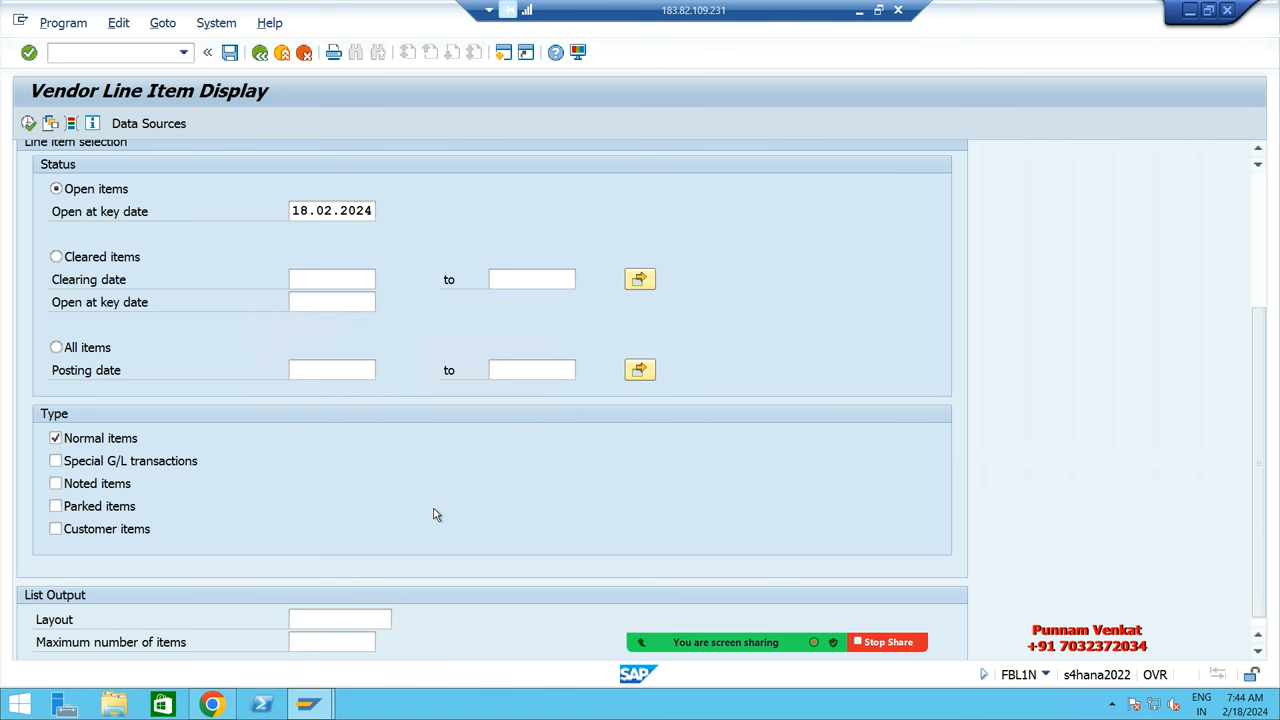 183.82.109.231
Program Edit Goto System Help
Vendor Line Item Display
Data Sources
Line item selection
Status
Open items
Open at key date 18.02.2024
Cleared items
Clearing date to
Open at key date
All items
Posting date to
Type
Normal items
Special G/L transactions
Noted items
Parked items
Customer items
List Output
Layout
Maximum number of items
You are screen sharing Stop Share
Punnam Venkat
+91 7032372034
SAP
FBL1N s4hana2022 OVR
ENG 7:44 AM
IN 2/18/2024